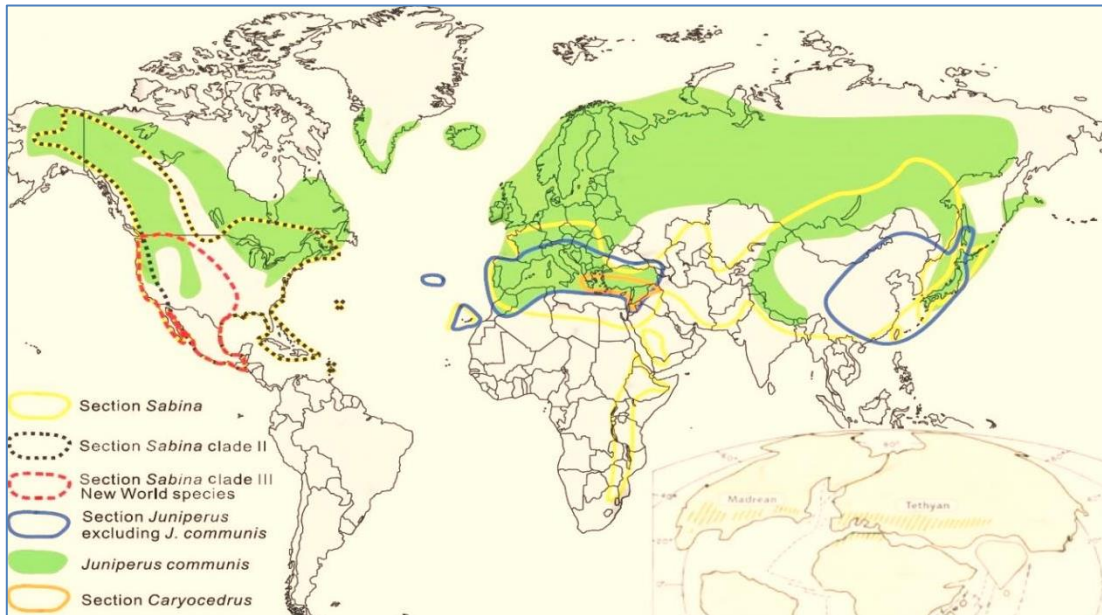 Section Sabina
Section Sabina clade II
Section Sabina clade III
New World species
Section Juniperus
excluding J. communis
Juniperus communis
Section Caryocedrus
Madrean
Tethyan